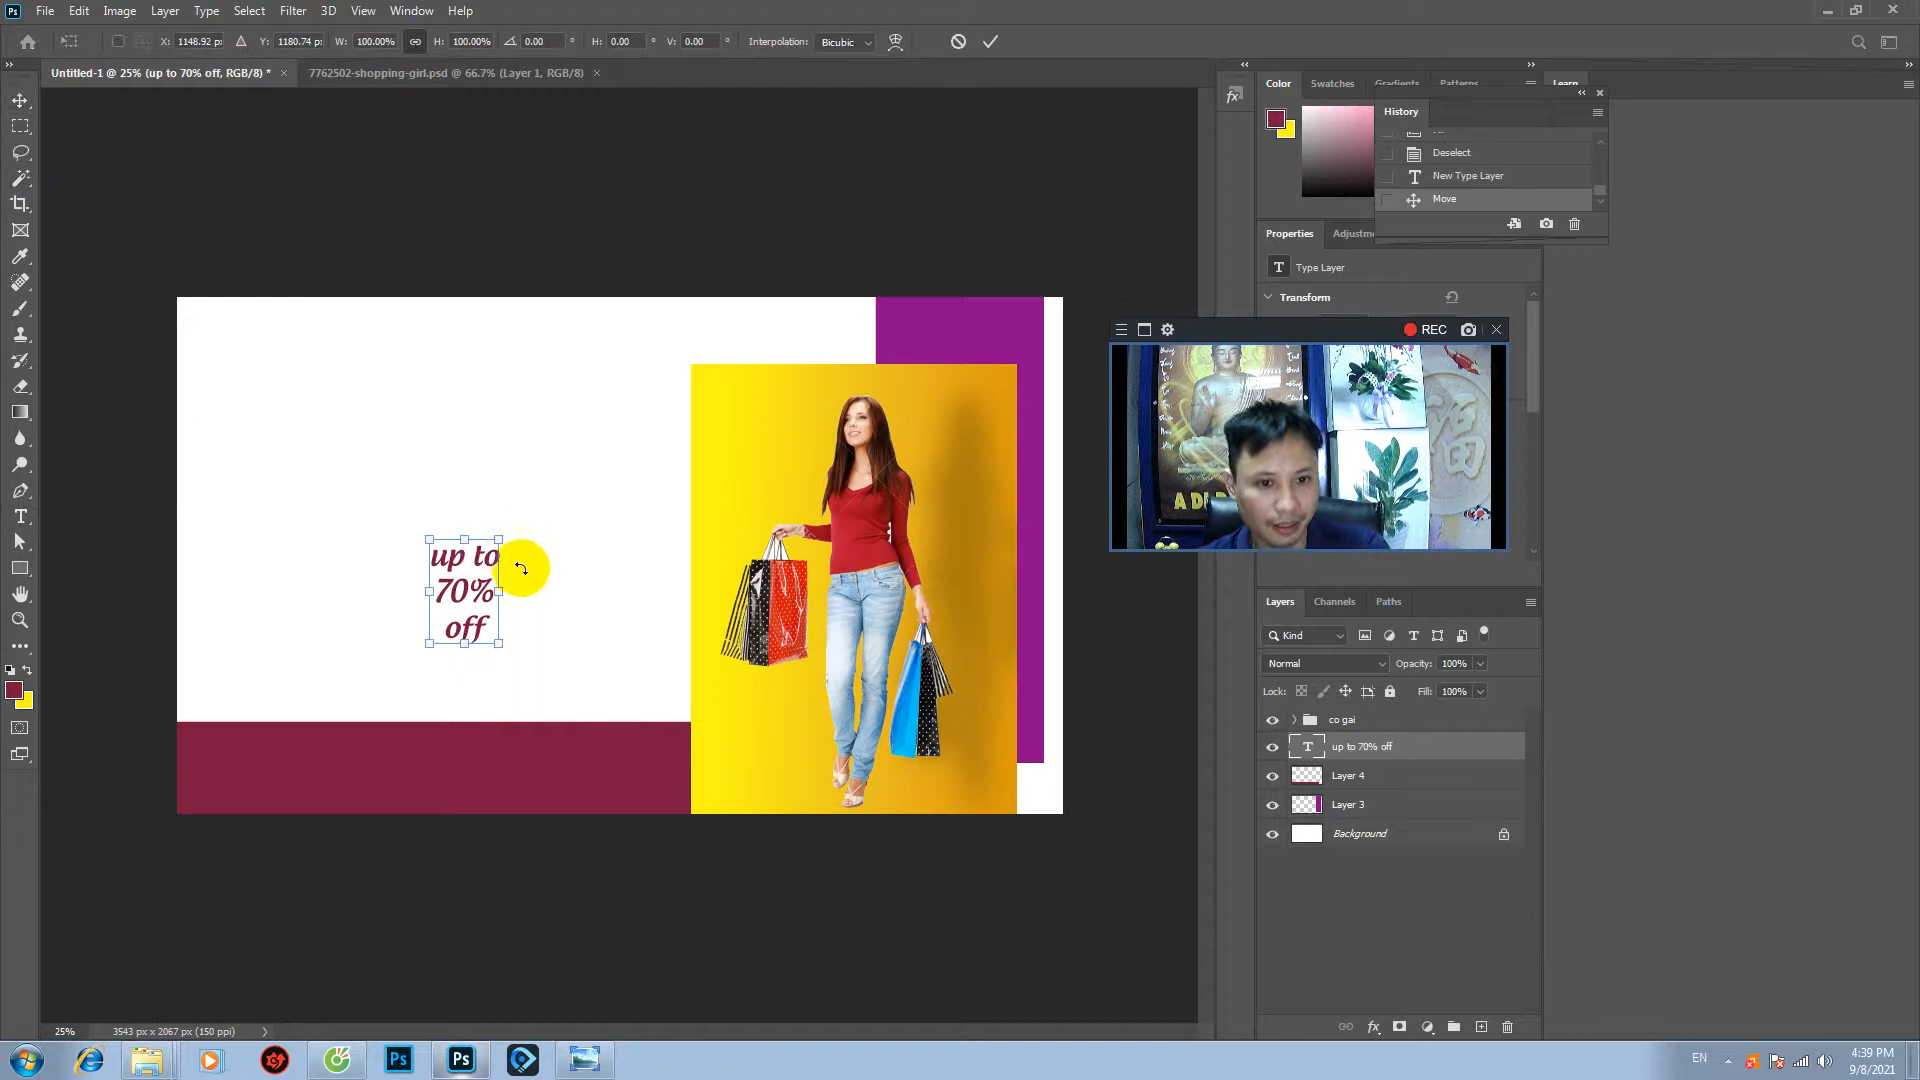 Ps File Edit Image Layer Type Select Filter 3D View Window Help
X: 1148.92 px Y: 1180.74 px W: 100.00% H: 100.00% 0.00 ° H: 0.00 ° V: 0.00 ° Interpolation: Bicubic
Untitled-1 @ 25% (up to 70% off, RGB/8) * ×
7762502-shopping-girl.psd @ 66.7% (Layer 1, RGB/8) ×
Color Swatches Gradients Patterns Learn
History
Deselect
New Type Layer
Move
Properties Adjustme
Type Layer
Transform
REC
up to
70%
off
Layers Channels Paths
Kind
Normal Opacity: 100%
Lock: Fill: 100%
co gai
up to 70% off
Layer 4
Layer 3
Background
25% 3543 px x 2067 px (150 ppi)
EN
4:39 PM
9/8/2021